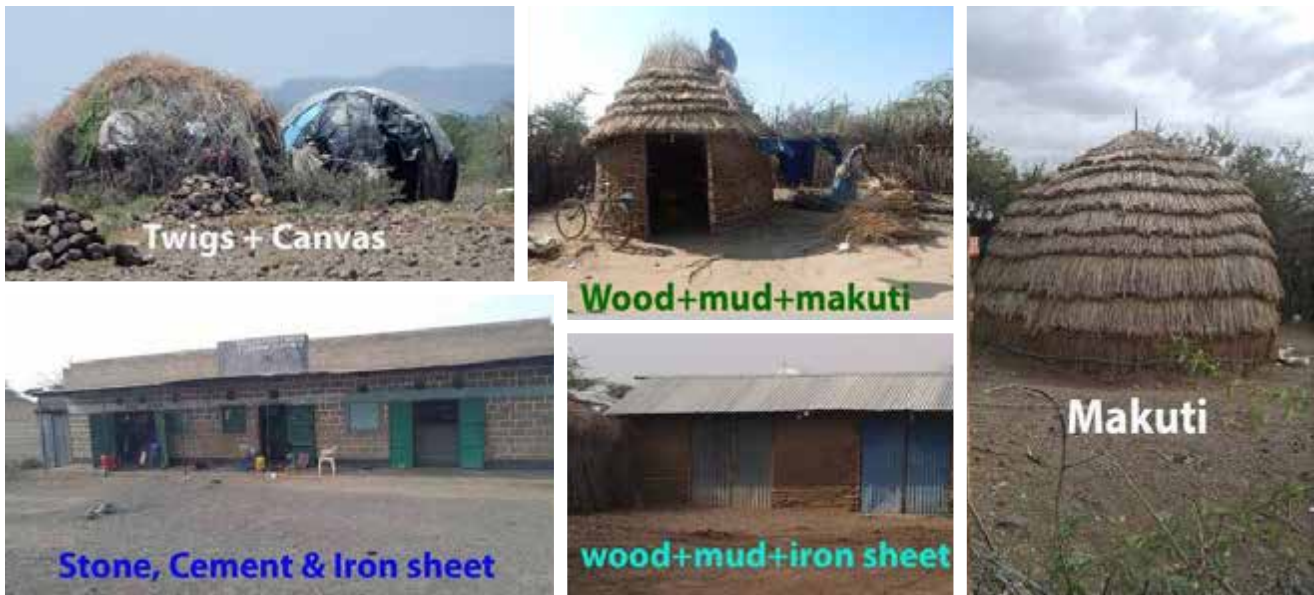 Twigs + Canvas
Wood+mud+makuti
Makuti
Stone, Cement & Iron sheet
wood+mud+iron sheet